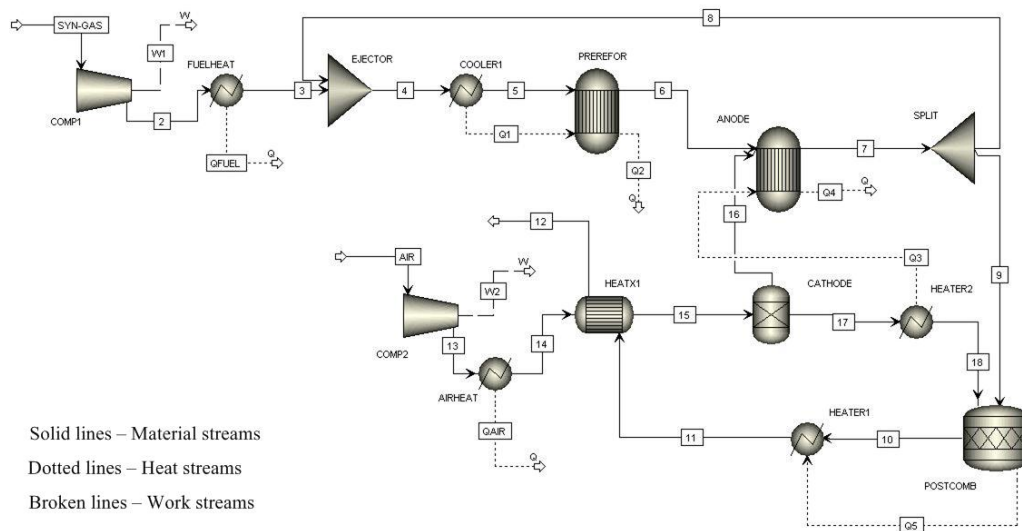 8
SYN-GAS
W
W1
FUELHEAT
EJECTOR
COOLER1
PREREFOR
COMP1
2
3
4
5
6
ANODE
SPLIT
QFUEL
Q
Q1
Q2
Q
7
Q4
Q
16
12
AIR
W
W2
HEATX1
Q3
9
CATHODE
HEATER2
15
17
COMP2
13
14
18
AIRHEAT
HEATER1
QAIR
Q
11
10
POSTCOMB
Q5
Solid lines – Material streams
Dotted lines – Heat streams
Broken lines – Work streams